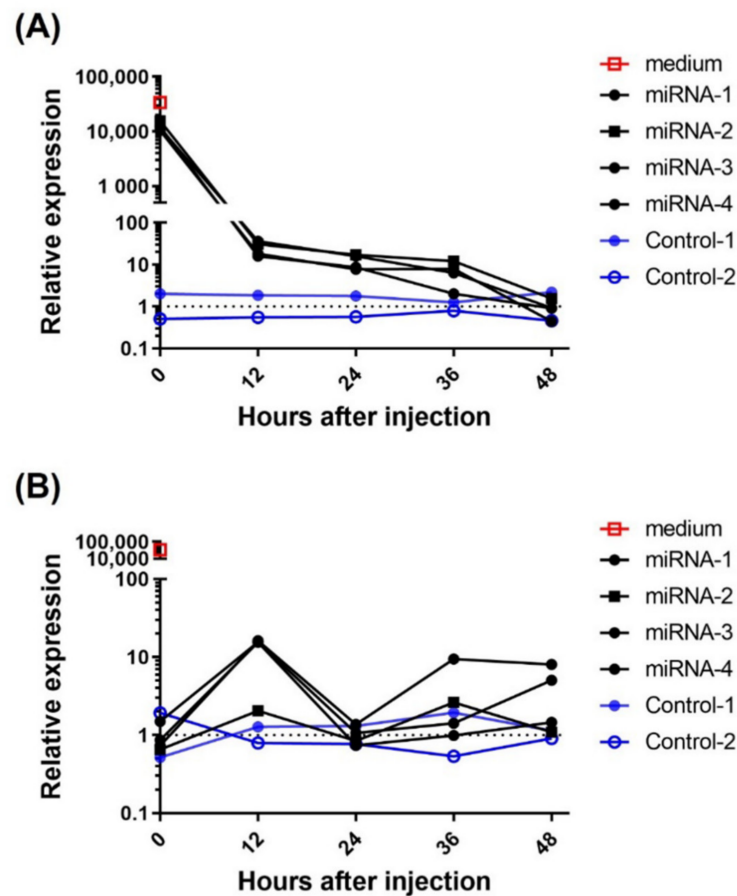 (A)
Relative expression
100,000
10,000
1 000
100
10
1
0.1
0
12
24
36
48
Hours after injection
medium
miRNA-1
miRNA-2
miRNA-3
miRNA-4
Control-1
Control-2
(B)
Relative expression
100,000
10,000
100
10
1
0.1
0
12
24
36
48
Hours after injection
medium
miRNA-1
miRNA-2
miRNA-3
miRNA-4
Control-1
Control-2